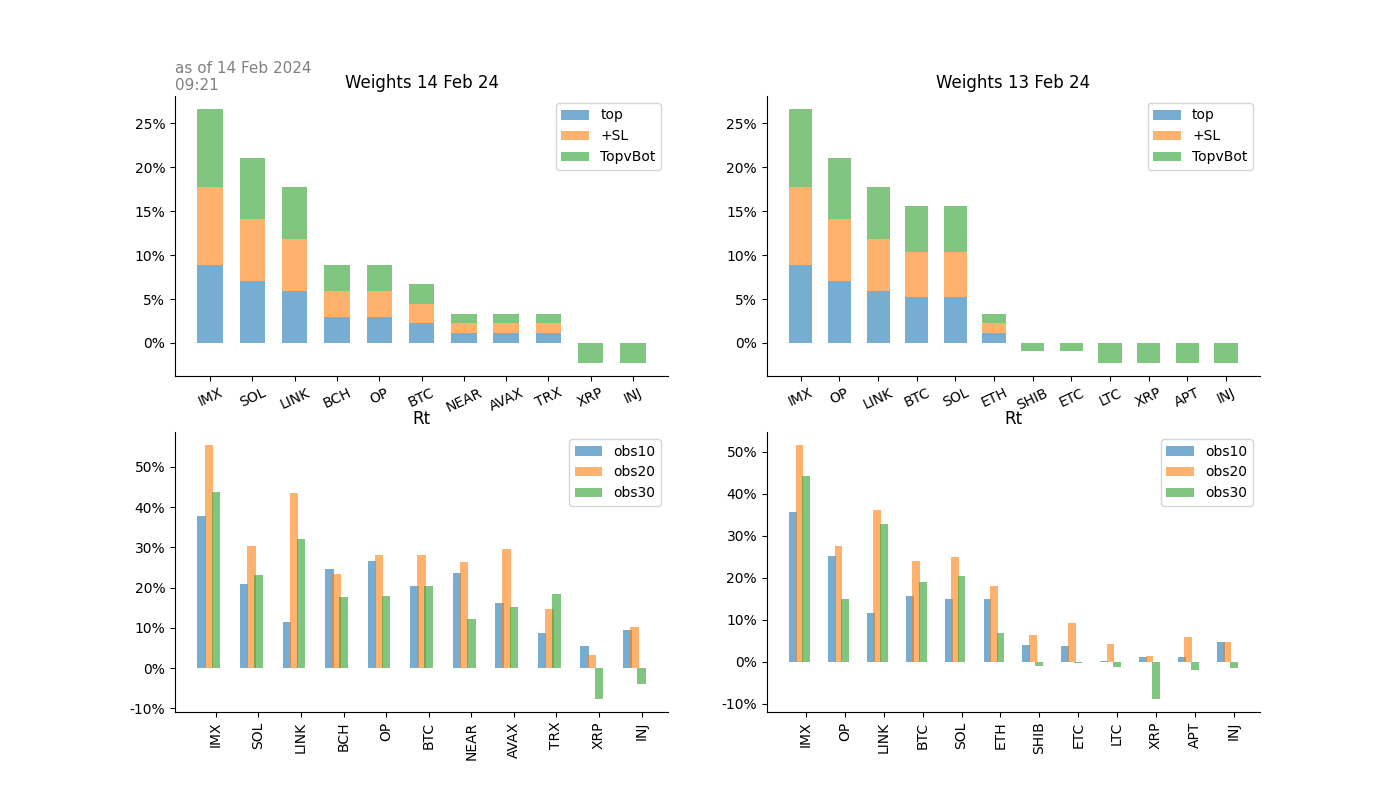 as of 14 Feb 2024
09:21
Weights 14 Feb 24
25%
20%
15%
10%
5%
0%
top
+SL
TopvBot
IMX SOL LINK BCH OP BTC NEAR AVAX TRX XRP INJ
Weights 13 Feb 24
25%
20%
15%
10%
5%
0%
top
+SL
TopvBot
IMX OP LINK BTC SOL ETH SHIB ETC LTC XRP APT INJ
Rt
50%
40%
30%
20%
10%
0%
-10%
obs10
obs20
obs30
IMX SOL LINK BCH OP BTC NEAR AVAX TRX XRP INJ
Rt
50%
40%
30%
20%
10%
0%
-10%
obs10
obs20
obs30
IMX OP LINK BTC SOL ETH SHIB ETC LTC XRP APT INJ